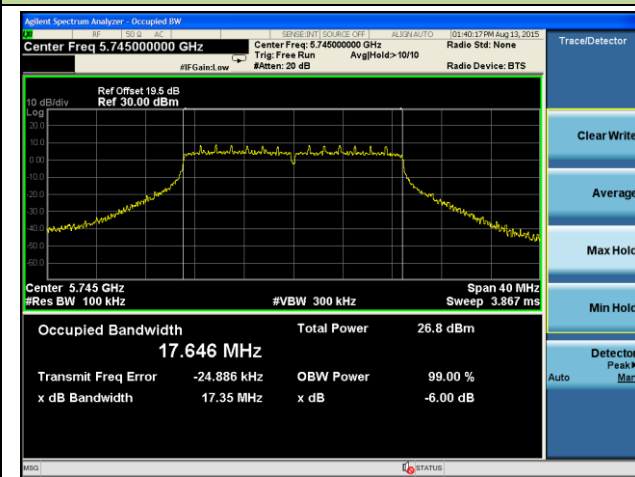 Agilent Spectrum Analyzer - Occupied BW
RF 50 Ω AC SENSE:INT SOURCE OFF ALIGN AUTO 01:40:17 PM Aug 13, 2015
Center Freq 5.745000000 GHz Center Freq: 5.745000000 GHz Radio Std: None
Trig: Free Run Avg|Hold:>10/10
#IFGain:Low #Atten: 20 dB Radio Device: BTS
Trace/Detector
Ref Offset 19.5 dB
10 dB/div Ref 30.00 dBm
Log
20.0
10.0
0.00
-10.0
-20.0
-30.0
-40.0
-50.0
-60.0
Center 5.745 GHz Span 40 MHz
#Res BW 100 kHz #VBW 300 kHz Sweep 3.867 ms
Occupied Bandwidth Total Power 26.8 dBm
17.646 MHz
Transmit Freq Error -24.886 kHz OBW Power 99.00 %
x dB Bandwidth 17.35 MHz x dB -6.00 dB
Clear Write
Average
Max Hold
Min Hold
Detector
Peak
Auto Man
MSG STATUS